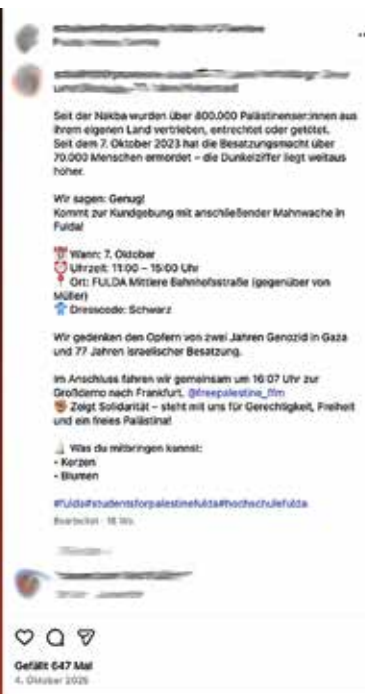 Seit der Nakba wurden über 800.000 Palästinenser:innen aus
ihrem eigenen Land vertrieben, entrechtet oder getötet.
Seit dem 7. Oktober 2023 hat die Besatzungsmacht über
70.000 Menschen ermordet – die Dunkelziffer liegt weitaus
höher.
Wir sagen: Genug!
Kommt zur Kundgebung mit anschließender Mahnwache in
Fulda!
📅 Wann: 7. Oktober
⏰ Uhrzeit: 11:00 – 15:00 Uhr
📍 Ort: FULDA Mittlere Bahnhofstraße (gegenüber von
Müller)
👕 Dresscode: Schwarz
Wir gedenken den Opfern von zwei Jahren Genozid in Gaza
und 77 Jahren israelischer Besatzung.
Im Anschluss fahren wir gemeinsam um 16:07 Uhr zur
Großdemo nach Frankfurt, @freepalestine_ffm
✊ Zeigt Solidarität – steht mit uns für Gerechtigkeit, Freiheit
und ein freies Palästina!
🕯 Was du mitbringen kannst:
- Kerzen
- Blumen
#fulda#studentsforpalestinefulda#hochschulefulda
Bearbeitet · 18 Wo.
Gefällt 647 Mal
4. Oktober 2025